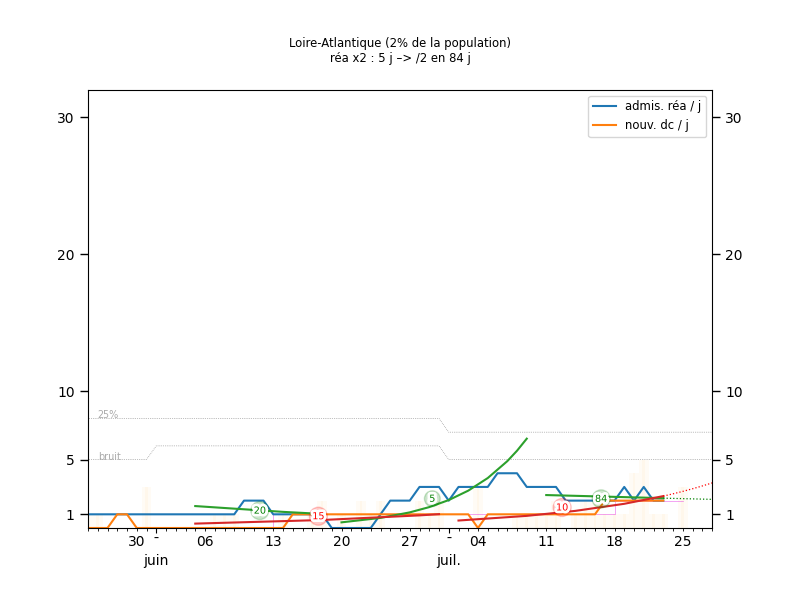 Loire-Atlantique (2% de la population)
réa x2 : 5 j –> /2 en 84 j
admis. réa / j
nouv. dc / j
30
30
20
20
10
10
25%
bruit
5
5
5
84
20
15
10
1
1
30 - 06 13 20 27 - 04 11 18 25
juin juil.